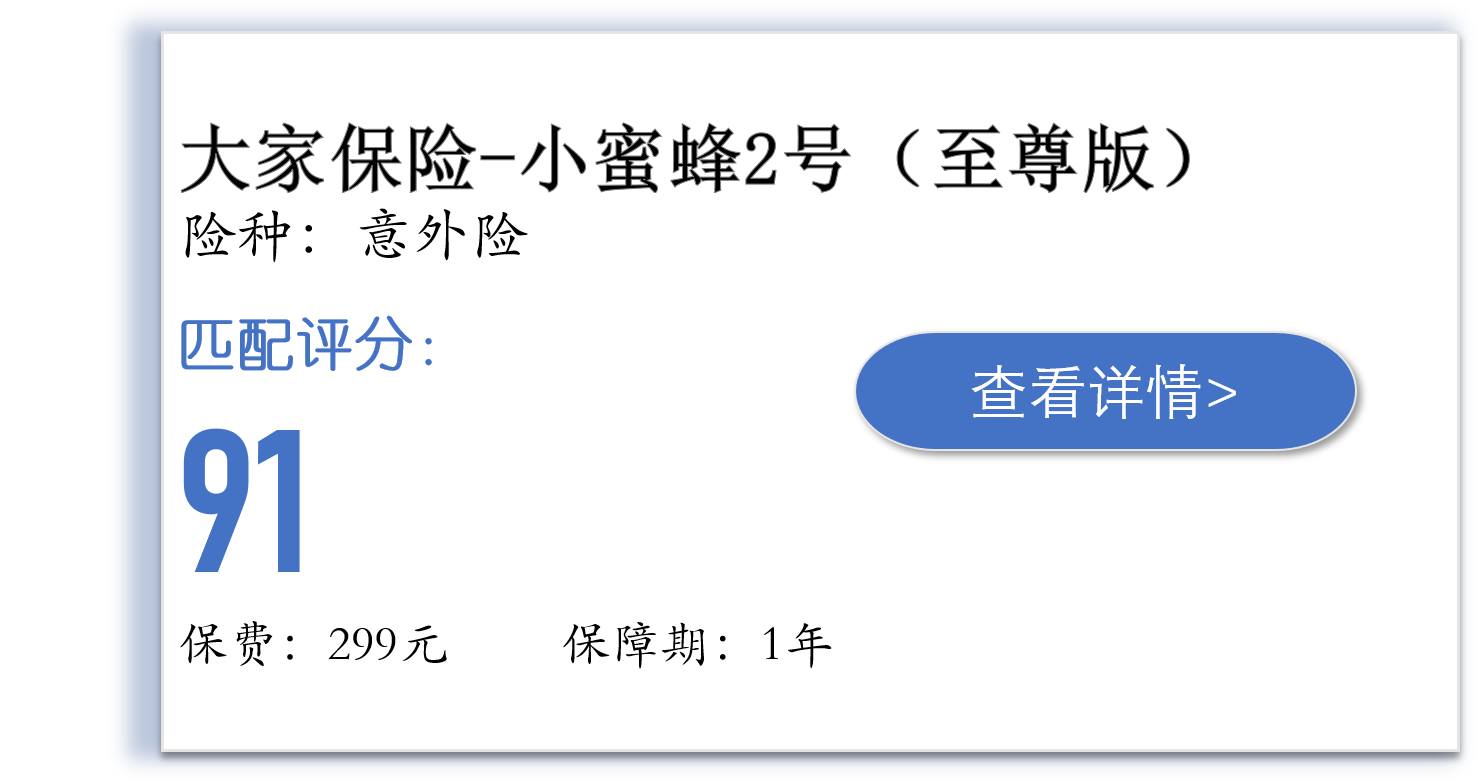 大家保险-小蜜蜂2号（至尊版）
险种：意外险
匹配评分：
查看详情>
91
保费：299元 保障期：1年